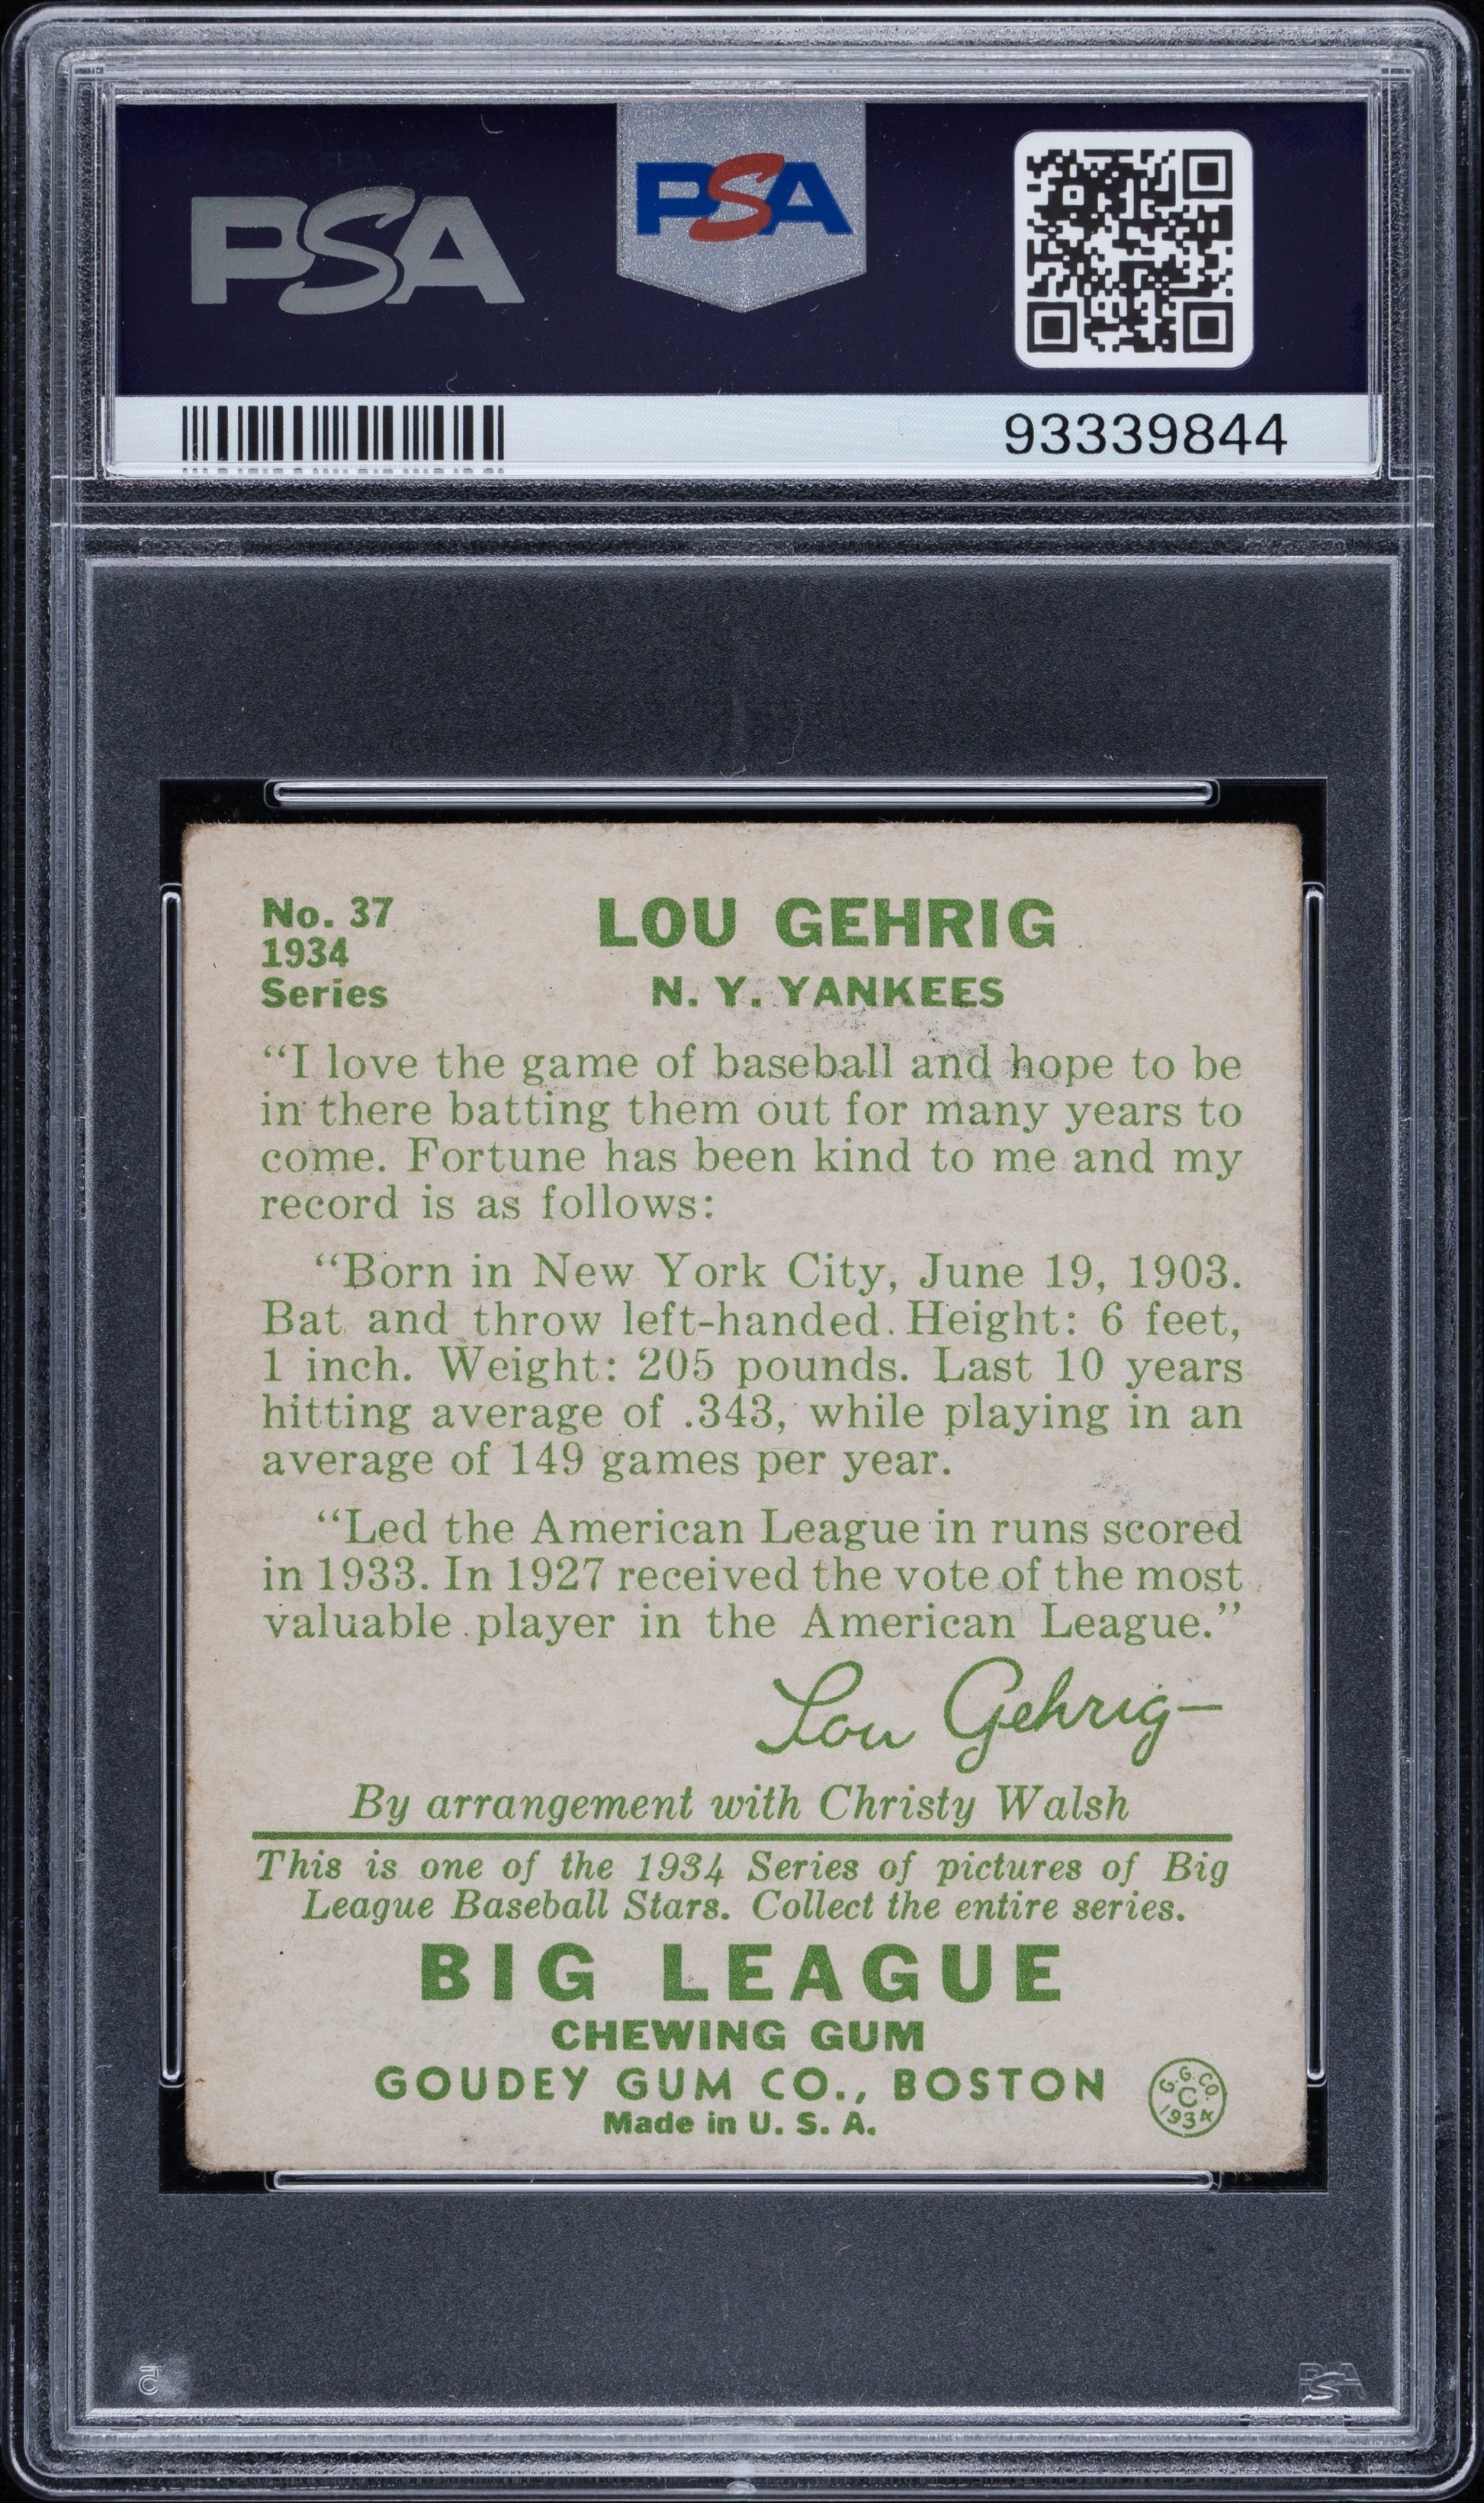 PSA
PSA
93339844
No. 37
1934
Series
LOU GEHRIG
N. Y. YANKEES
“I love the game of baseball and hope to be
in there batting them out for many years to
come. Fortune has been kind to me and my
record is as follows:
“Born in New York City, June 19, 1903.
Bat and throw left-handed. Height: 6 feet,
1 inch. Weight: 205 pounds. Last 10 years
hitting average of .343, while playing in an
average of 149 games per year.
“Led the American League in runs scored
in 1933. In 1927 received the vote of the most
valuable player in the American League.”
Lou Gehrig
By arrangement with Christy Walsh
This is one of the 1934 Series of pictures of Big
League Baseball Stars. Collect the entire series.
BIG LEAGUE
CHEWING GUM
GOUDEY GUM CO., BOSTON
Made in U. S. A.
G. G. CO.
C
1934
PSA